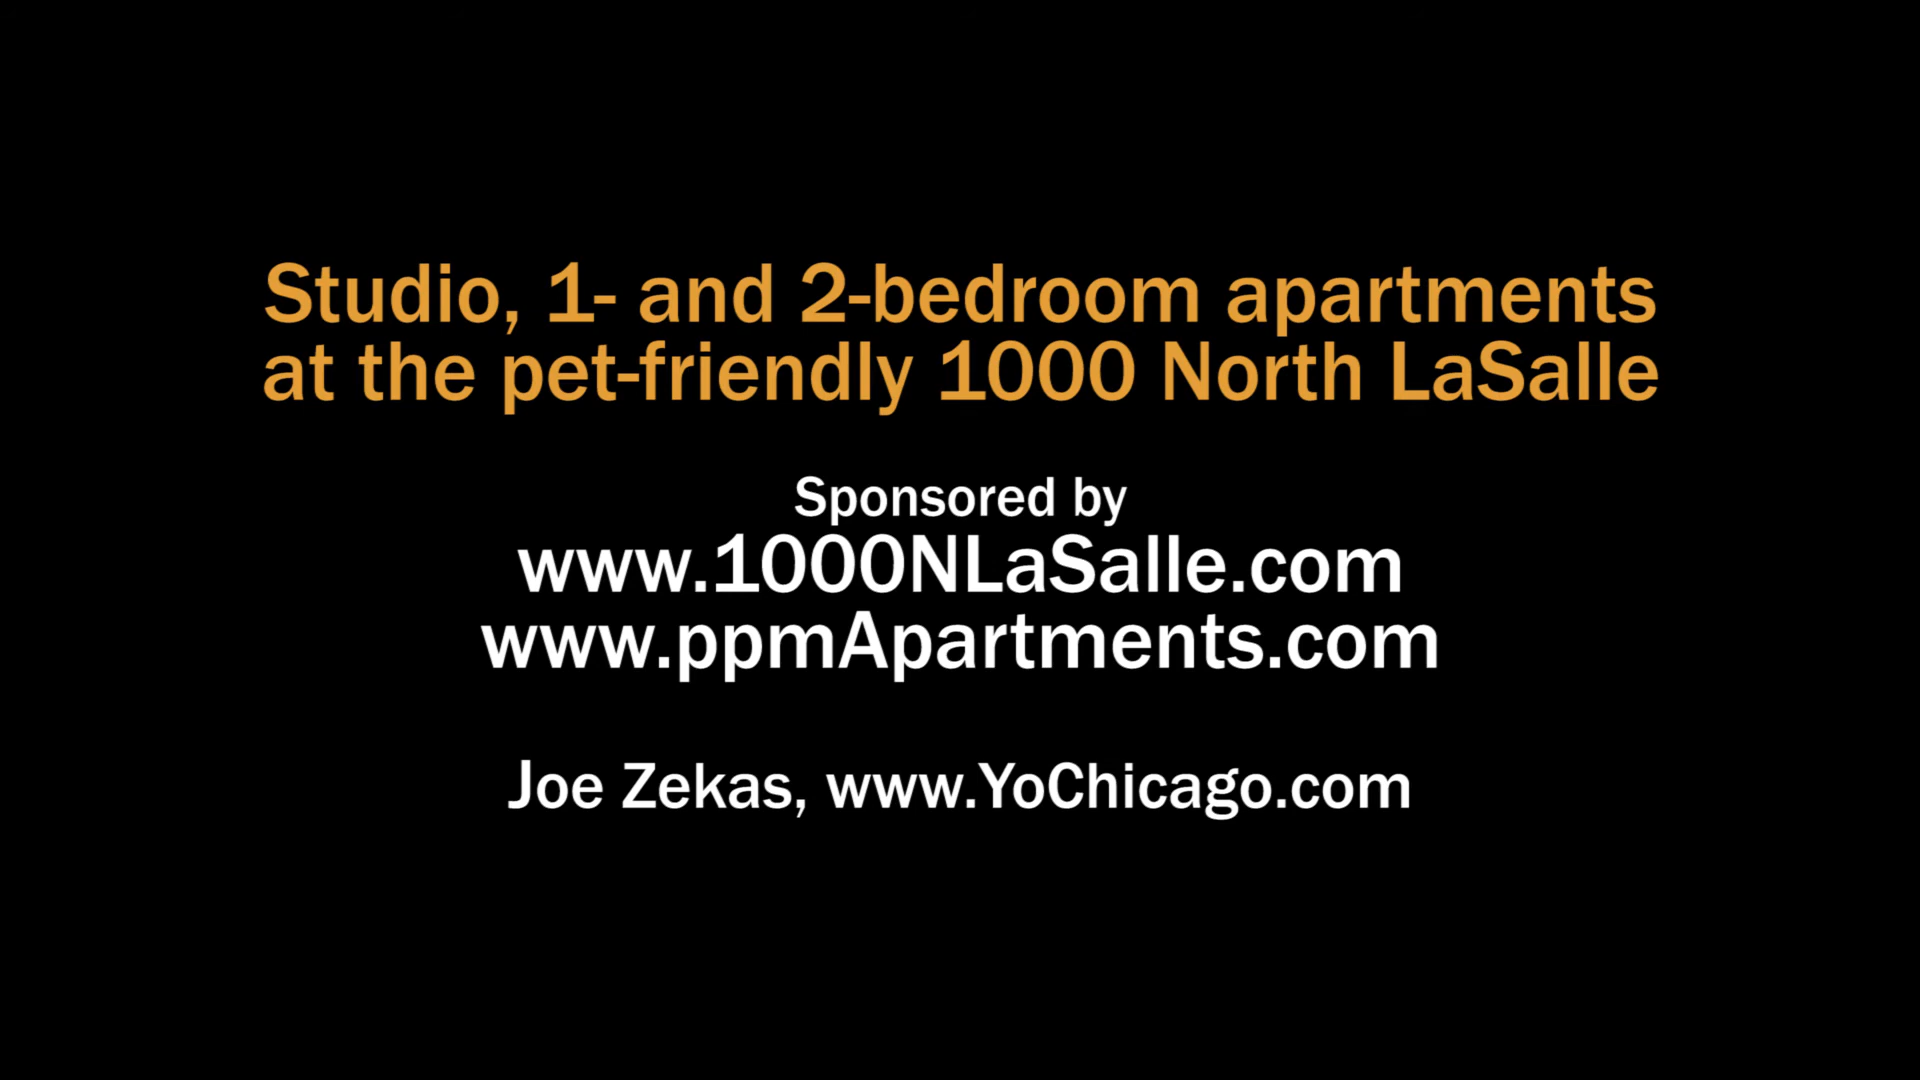 Studio, 1- and 2-bedroom apartments
at the pet-friendly 1000 North LaSalle
Sponsored by
www.1000NLaSalle.com
www.ppmApartments.com
Joe Zekas, www.YoChicago.com